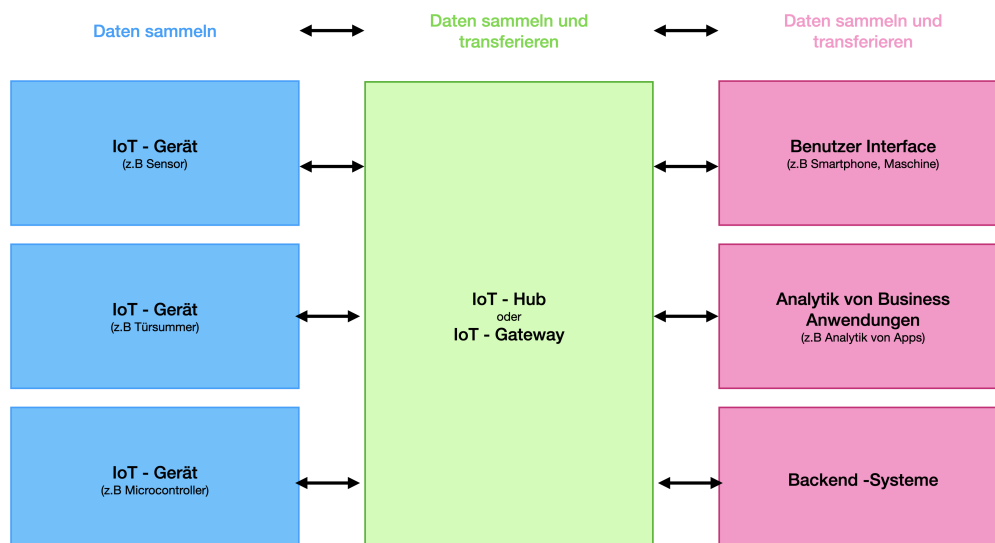 Daten sammeln
Daten sammeln und
transferieren
Daten sammeln und
transferieren
IoT - Gerät
(z.B Sensor)
IoT - Gerät
(z.B Türsummer)
IoT - Gerät
(z.B Microcontroller)
IoT - Hub
oder
IoT - Gateway
Benutzer Interface
(z.B Smartphone, Maschine)
Analytik von Business
Anwendungen
(z.B Analytik von Apps)
Backend -Systeme